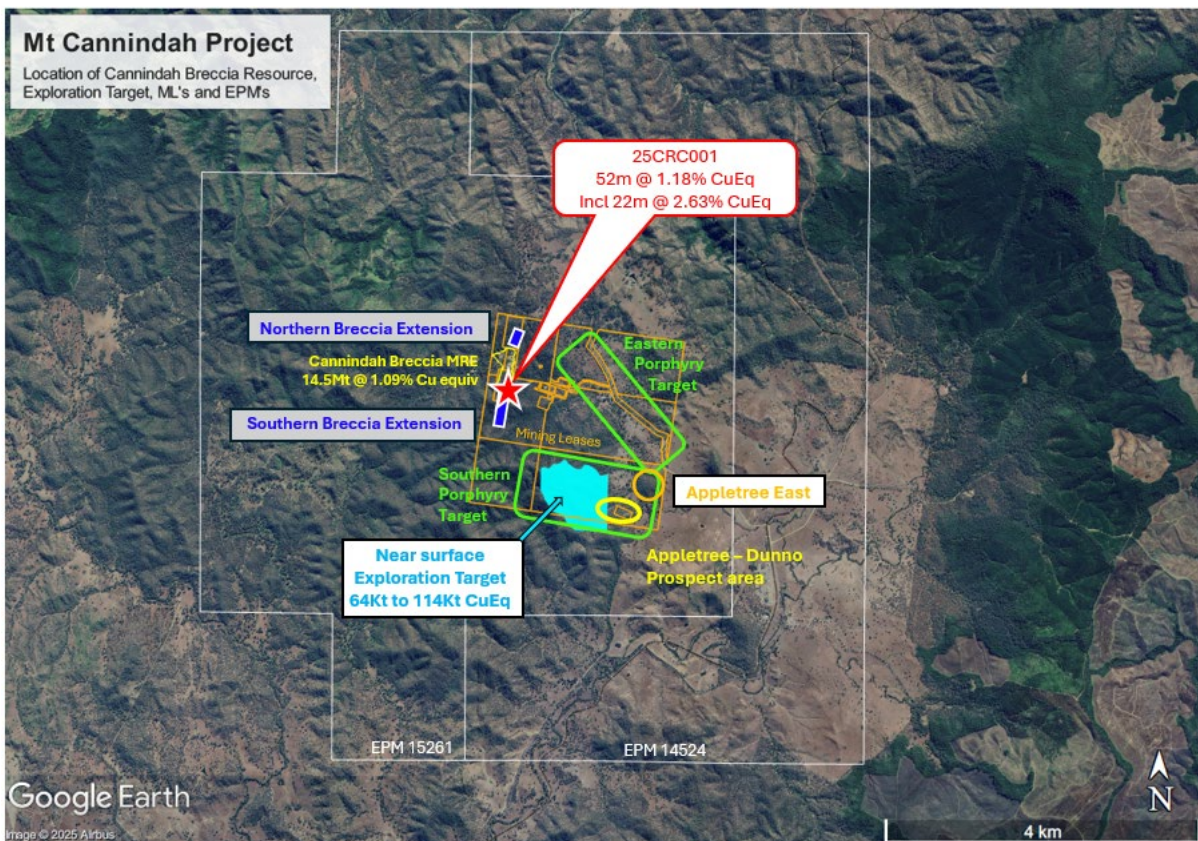 Mt Cannindah Project
Location of Cannindah Breccia Resource,
Exploration Target, ML's and EPM's
25CRC001
52m @ 1.18% CuEq
Incl 22m @ 2.63% CuEq
Northern Breccia Extension
Cannindah Breccia MRE
14.5Mt @ 1.09% Cu equiv
Southern Breccia Extension
Eastern
Porphyry
Target
Mining Leases
Southern
Porphyry
Target
Appletree East
Near surface
Exploration Target
64Kt to 114Kt CuEq
Appletree – Dunno
Prospect area
EPM 15261
EPM 14524
Google Earth
Image © 2025 Airbus
N
4 km